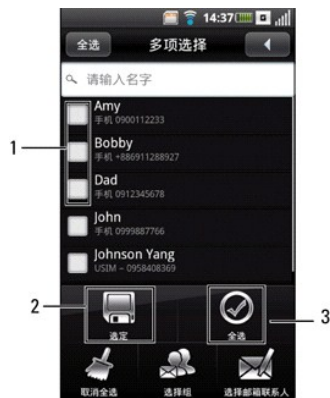 14:37
全选 多项选择
请输入名字
Amy
手机 0900112233
Bobby
手机 +886911288927
1
Dad
手机 0912345678
John
手机 0999887766
Johnson Yang
USIM – 0958408369
2
3
选定 全选
取消全选 选择组 选择邮箱联系人